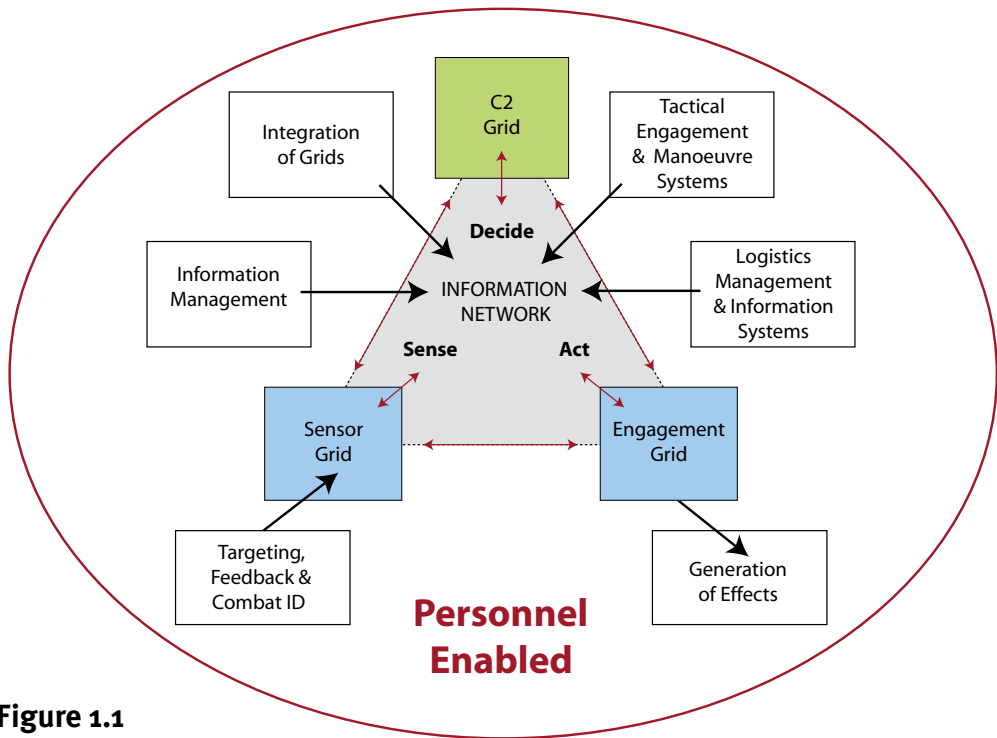 C2
Grid
Integration
of Grids
Tactical
Engagement
& Manoeuvre
Systems
Decide
Information
Management
INFORMATION
NETWORK
Logistics
Management
& Information
Systems
Sense
Act
Sensor
Grid
Engagement
Grid
Targeting,
Feedback &
Combat ID
Generation
of Effects
Personnel
Enabled
Figure 1.1